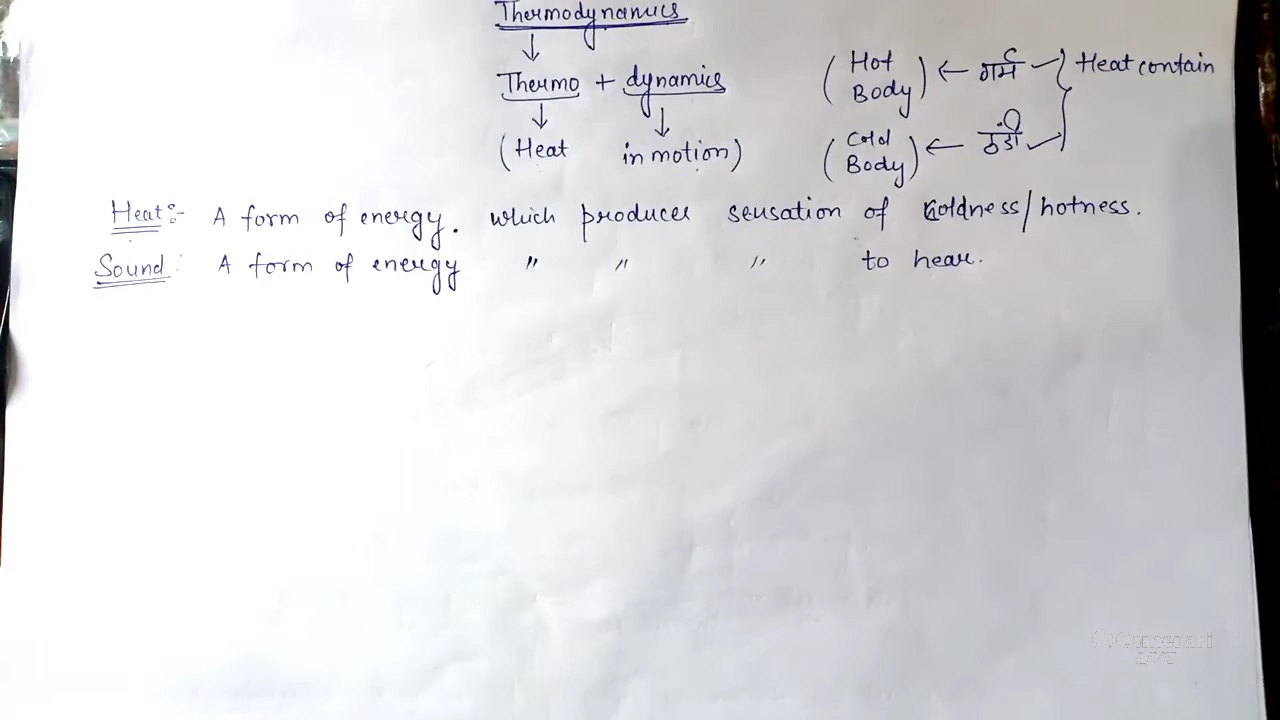 Thermodynamics
↓
Thermo + dynamics
↓ ↓
(Heat in motion)
(Hot Body) ← गर्म ✓ } Heat contain
(Cold Body) ← ठंडी ✓
Heat:- A form of energy. which produces sensation of Coldness/hotness.
Sound: A form of energy " " " to hear.